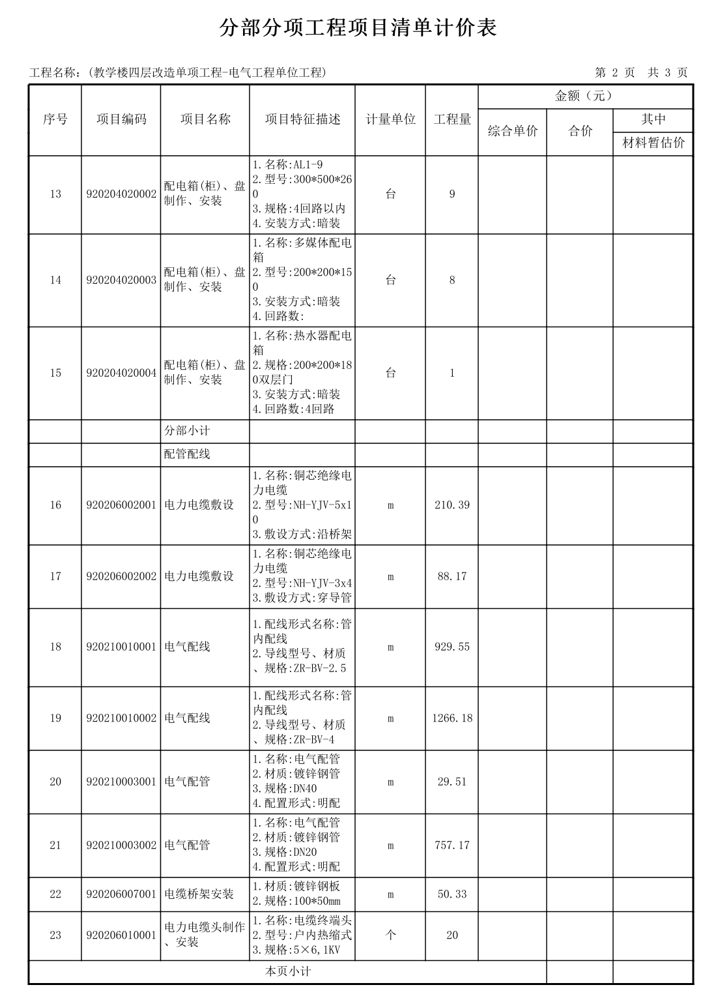 分部分项工程项目清单计价表
工程名称：(教学楼四层改造单项工程-电气工程单位工程)
第 2 页 共 3 页
序号
项目编码
项目名称
项目特征描述
计量单位
工程量
金额（元）
综合单价
合价
其中
材料暂估价
13
920204020002
配电箱(柜)、盘
制作、安装
1.名称:AL1-9
2.型号:300*500*26
0
3.规格:4回路以内
4.安装方式:暗装
台
9
14
920204020003
配电箱(柜)、盘
制作、安装
1.名称:多媒体配电
箱
2.型号:200*200*15
0
3.安装方式:暗装
4.回路数:
台
8
15
920204020004
配电箱(柜)、盘
制作、安装
1.名称:热水器配电
箱
2.规格:200*200*18
0双层门
3.安装方式:暗装
4.回路数:4回路
台
1
分部小计
配管配线
16
920206002001
电力电缆敷设
1.名称:铜芯绝缘电
力电缆
2.型号:NH-YJV-5x1
0
3.敷设方式:沿桥架
m
210.39
17
920206002002
电力电缆敷设
1.名称:铜芯绝缘电
力电缆
2.型号:NH-YJV-3x4
3.敷设方式:穿导管
m
88.17
18
920210010001
电气配线
1.配线形式名称:管
内配线
2.导线型号、材质
、规格:ZR-BV-2.5
m
929.55
19
920210010002
电气配线
1.配线形式名称:管
内配线
2.导线型号、材质
、规格:ZR-BV-4
m
1266.18
20
920210003001
电气配管
1.名称:电气配管
2.材质:镀锌钢管
3.规格:DN40
4.配置形式:明配
m
29.51
21
920210003002
电气配管
1.名称:电气配管
2.材质:镀锌钢管
3.规格:DN20
4.配置形式:明配
m
757.17
22
920206007001
电缆桥架安装
1.材质:镀锌钢板
2.规格:100*50mm
m
50.33
23
920206010001
电力电缆头制作
、安装
1.名称:电缆终端头
2.型号:户内热缩式
3.规格:5×6,1KV
个
20
本页小计